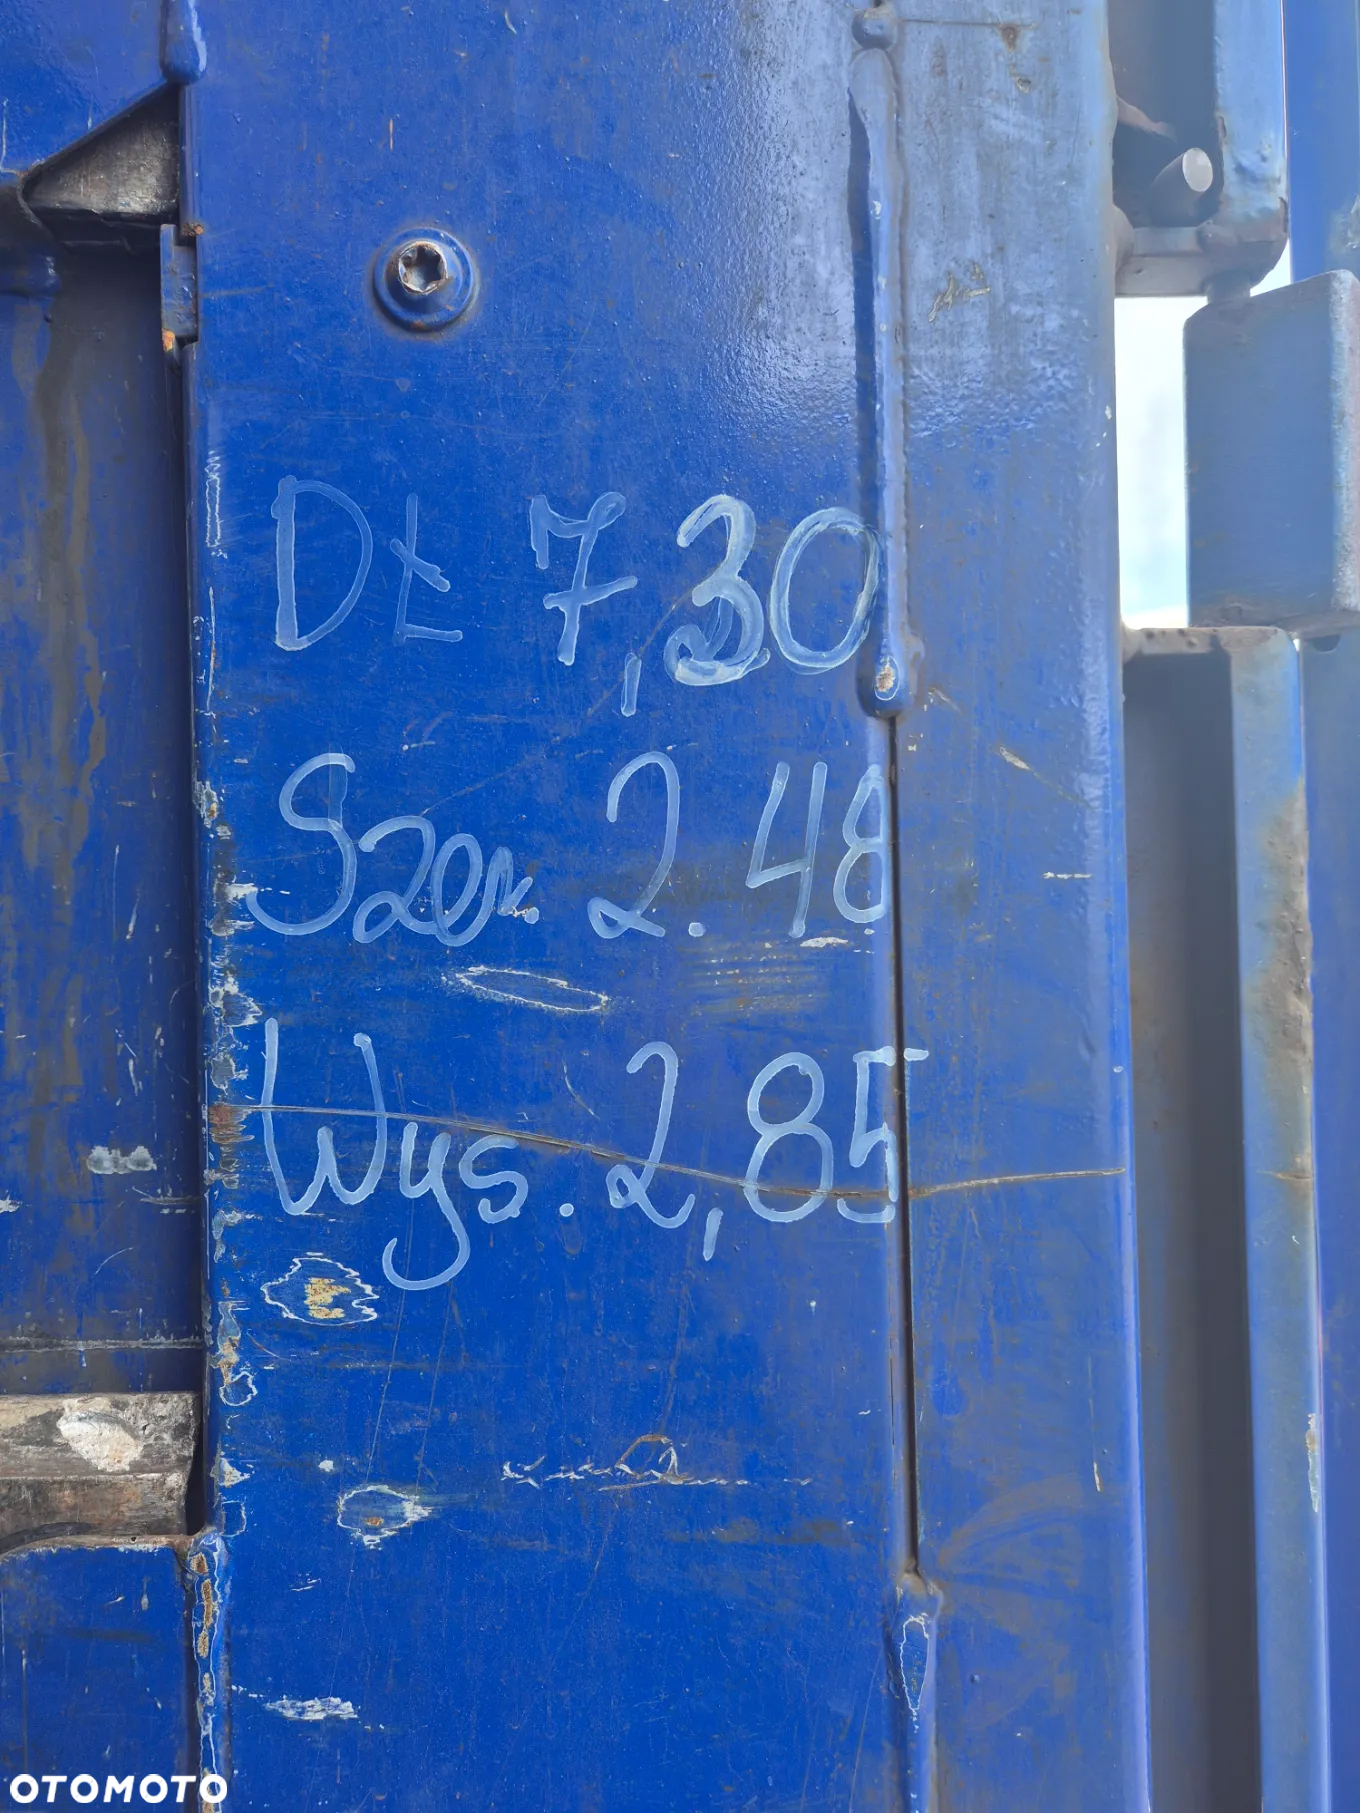 DŁ 7,30
Szer. 2.48
Wys. 2,85
OTOMOTO